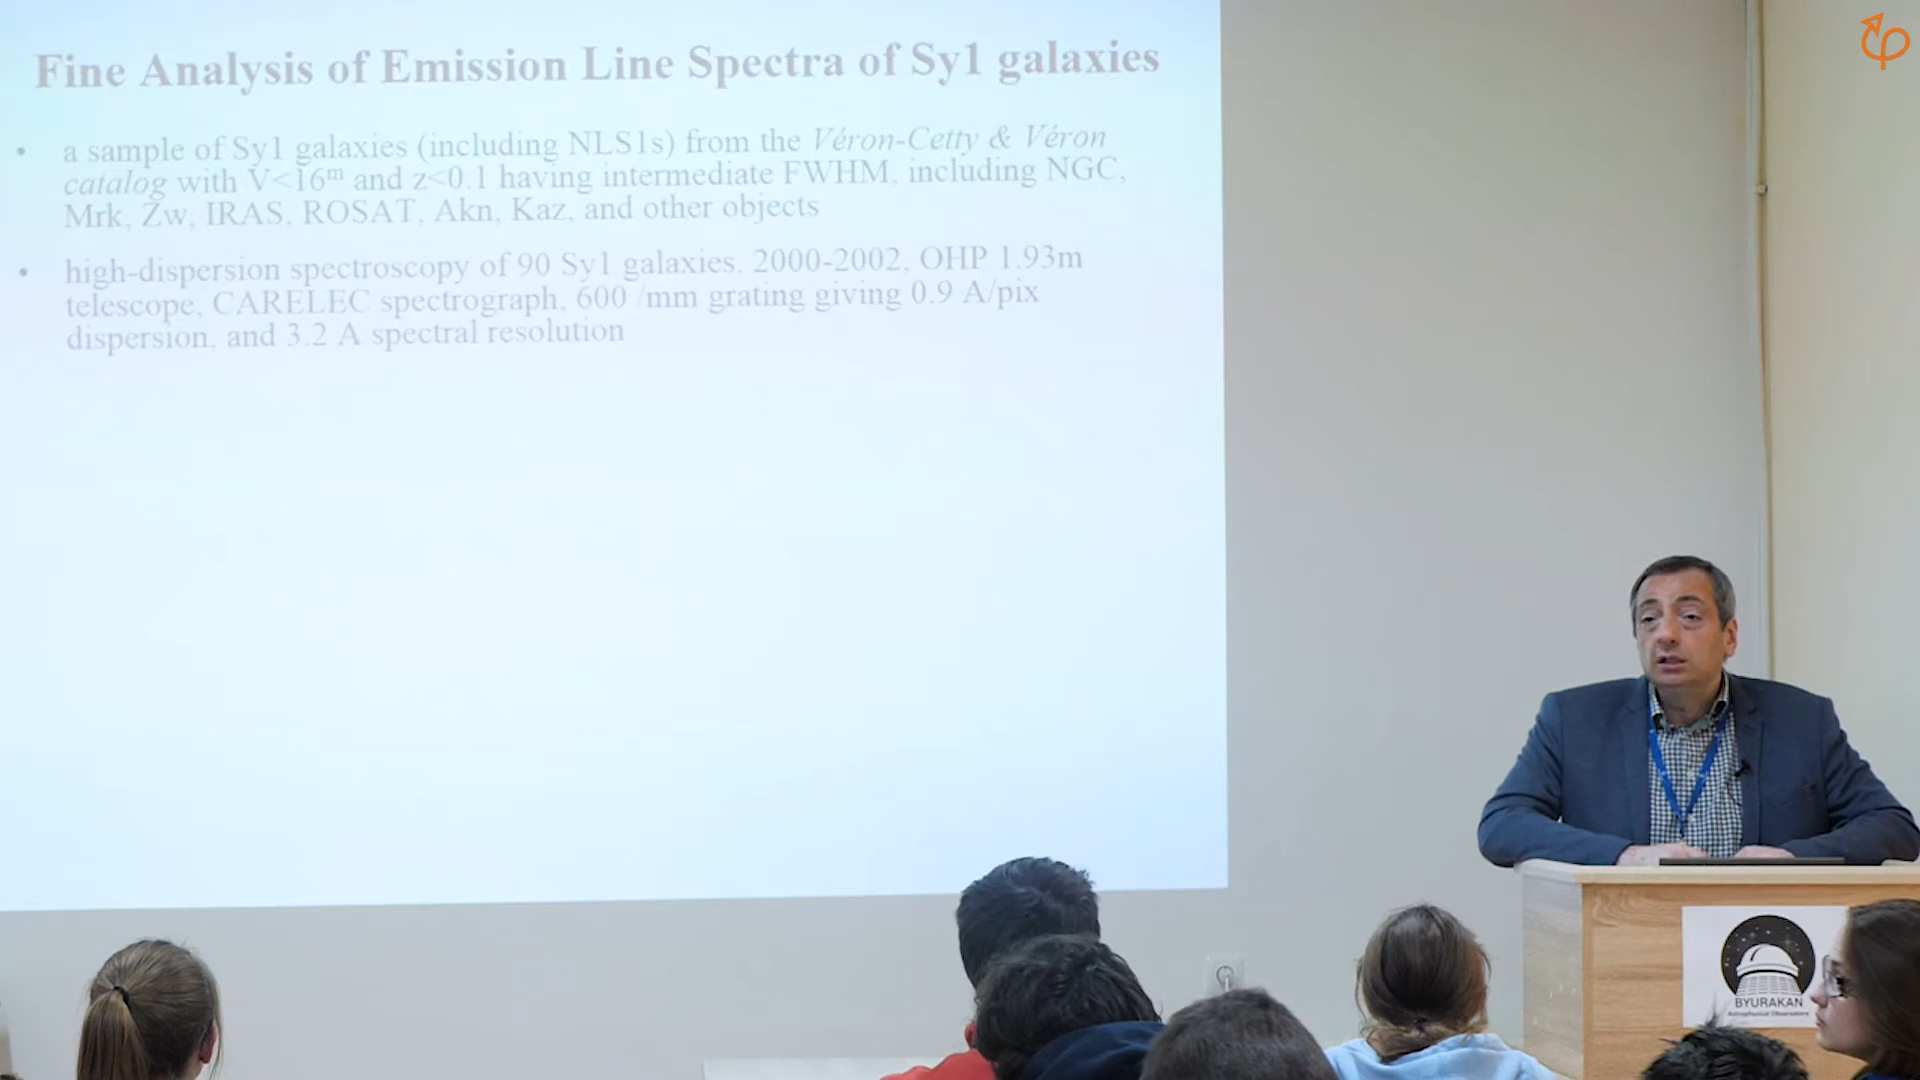 Fine Analysis of Emission Line Spectra of Sy1 galaxies
• a sample of Sy1 galaxies (including NLS1s) from the Véron-Cetty & Véron
catalog with V<16m and z<0.1 having intermediate FWHM, including NGC,
Mrk, Zw, IRAS, ROSAT, Akn, Kaz, and other objects
• high-dispersion spectroscopy of 90 Sy1 galaxies, 2000-2002, OHP 1.93m
telescope, CARELEC spectrograph, 600 /mm grating giving 0.9 A/pix
dispersion, and 3.2 A spectral resolution
BYURAKAN
Astrophysical Observatory